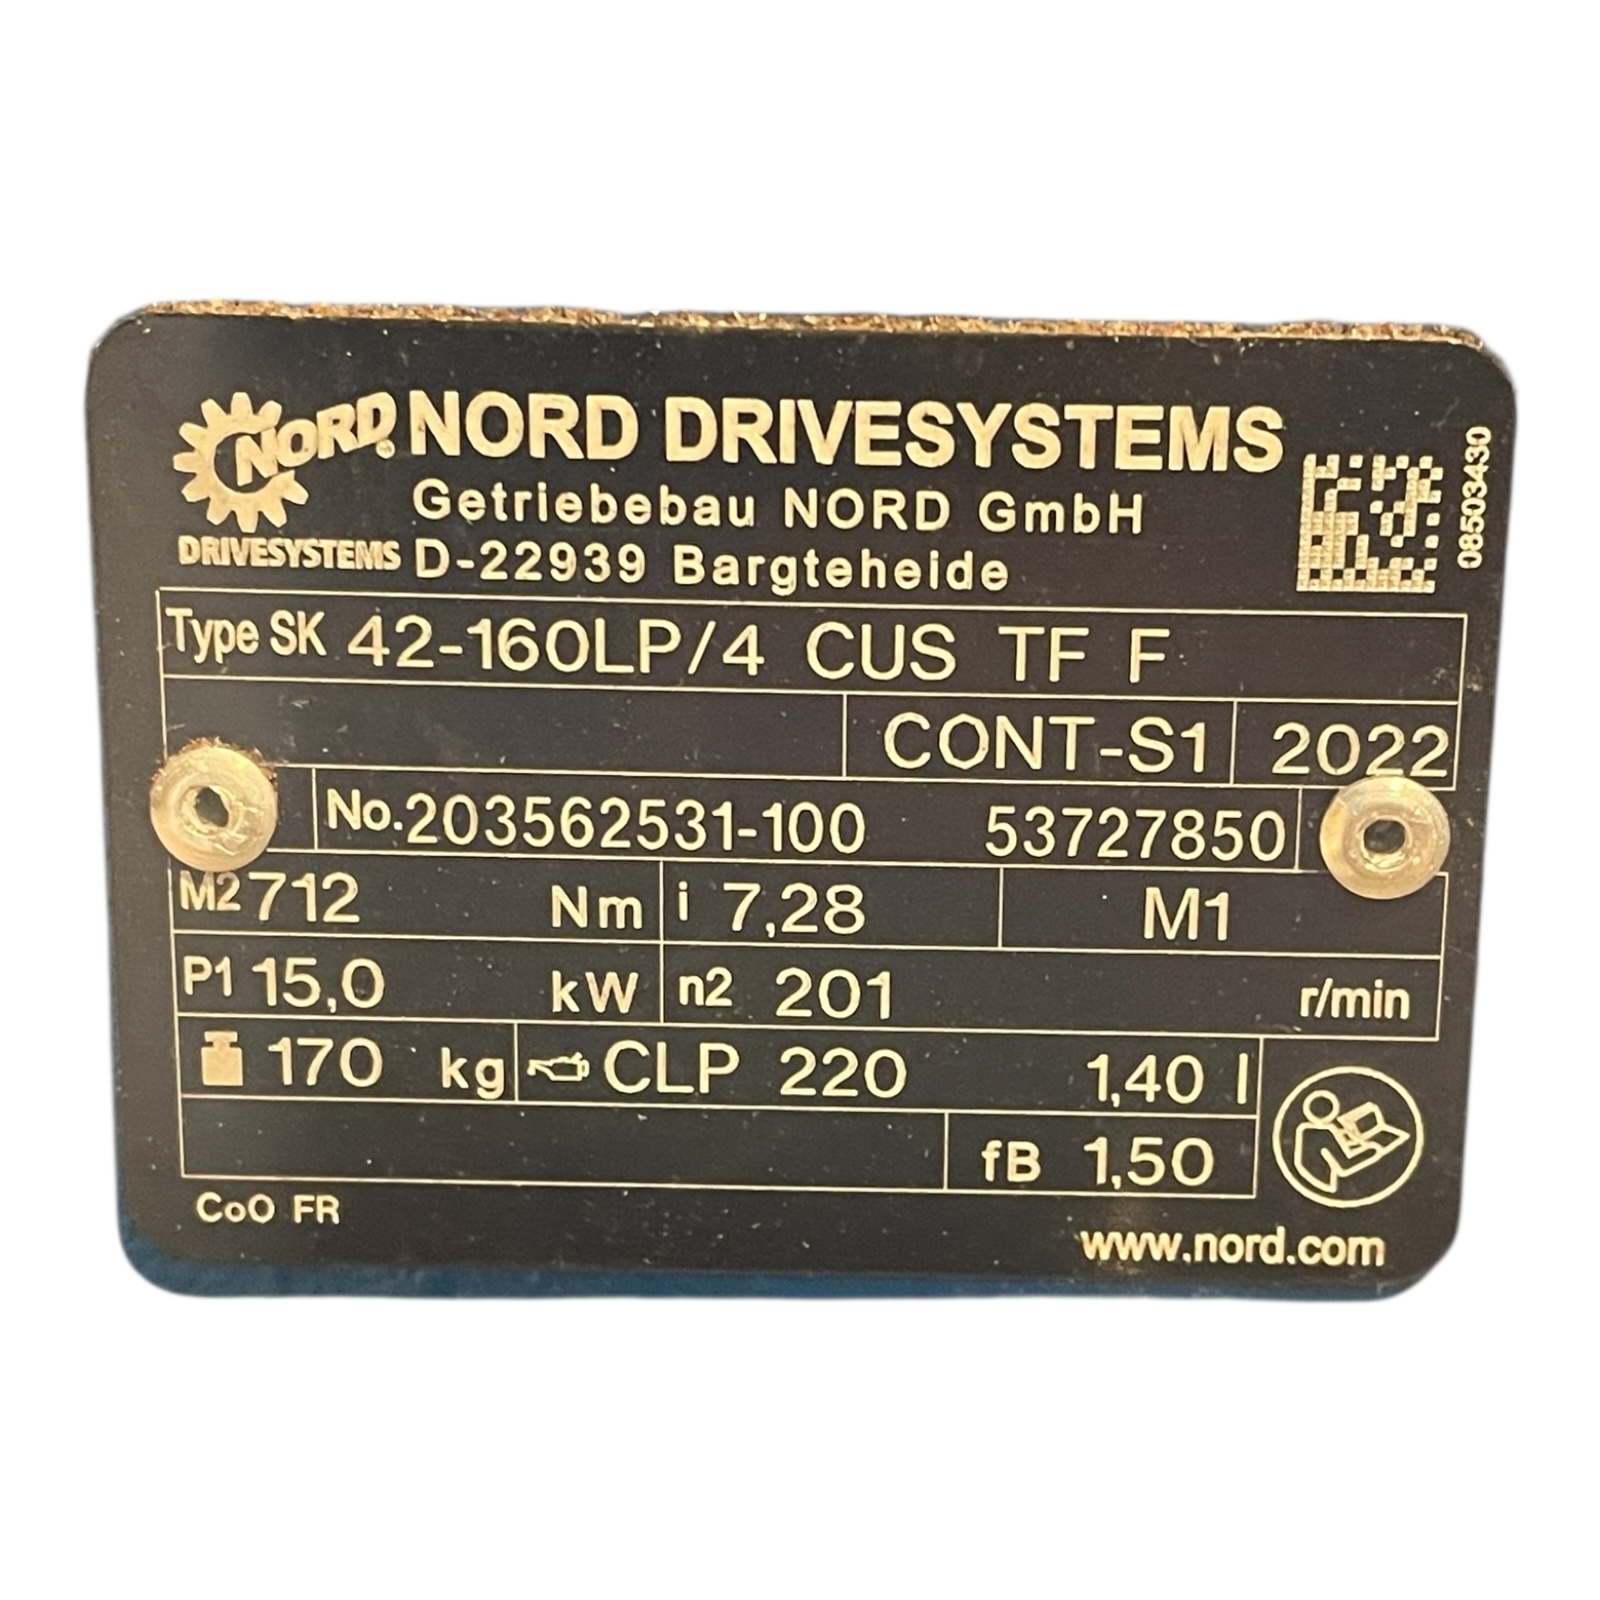 NORD®
DRIVESYSTEMS
NORD DRIVESYSTEMS
Getriebebau NORD GmbH
D-22939 Bargteheide
08503430
Type SK 42-160LP/4 CUS TF F
CONT-S1 2022
No.203562531-100 53727850
M2 712 Nm i 7,28 M1
P1 15,0 kW n2 201 r/min
170 kg CLP 220 1,40 l
fB 1,50
CoO FR
www.nord.com